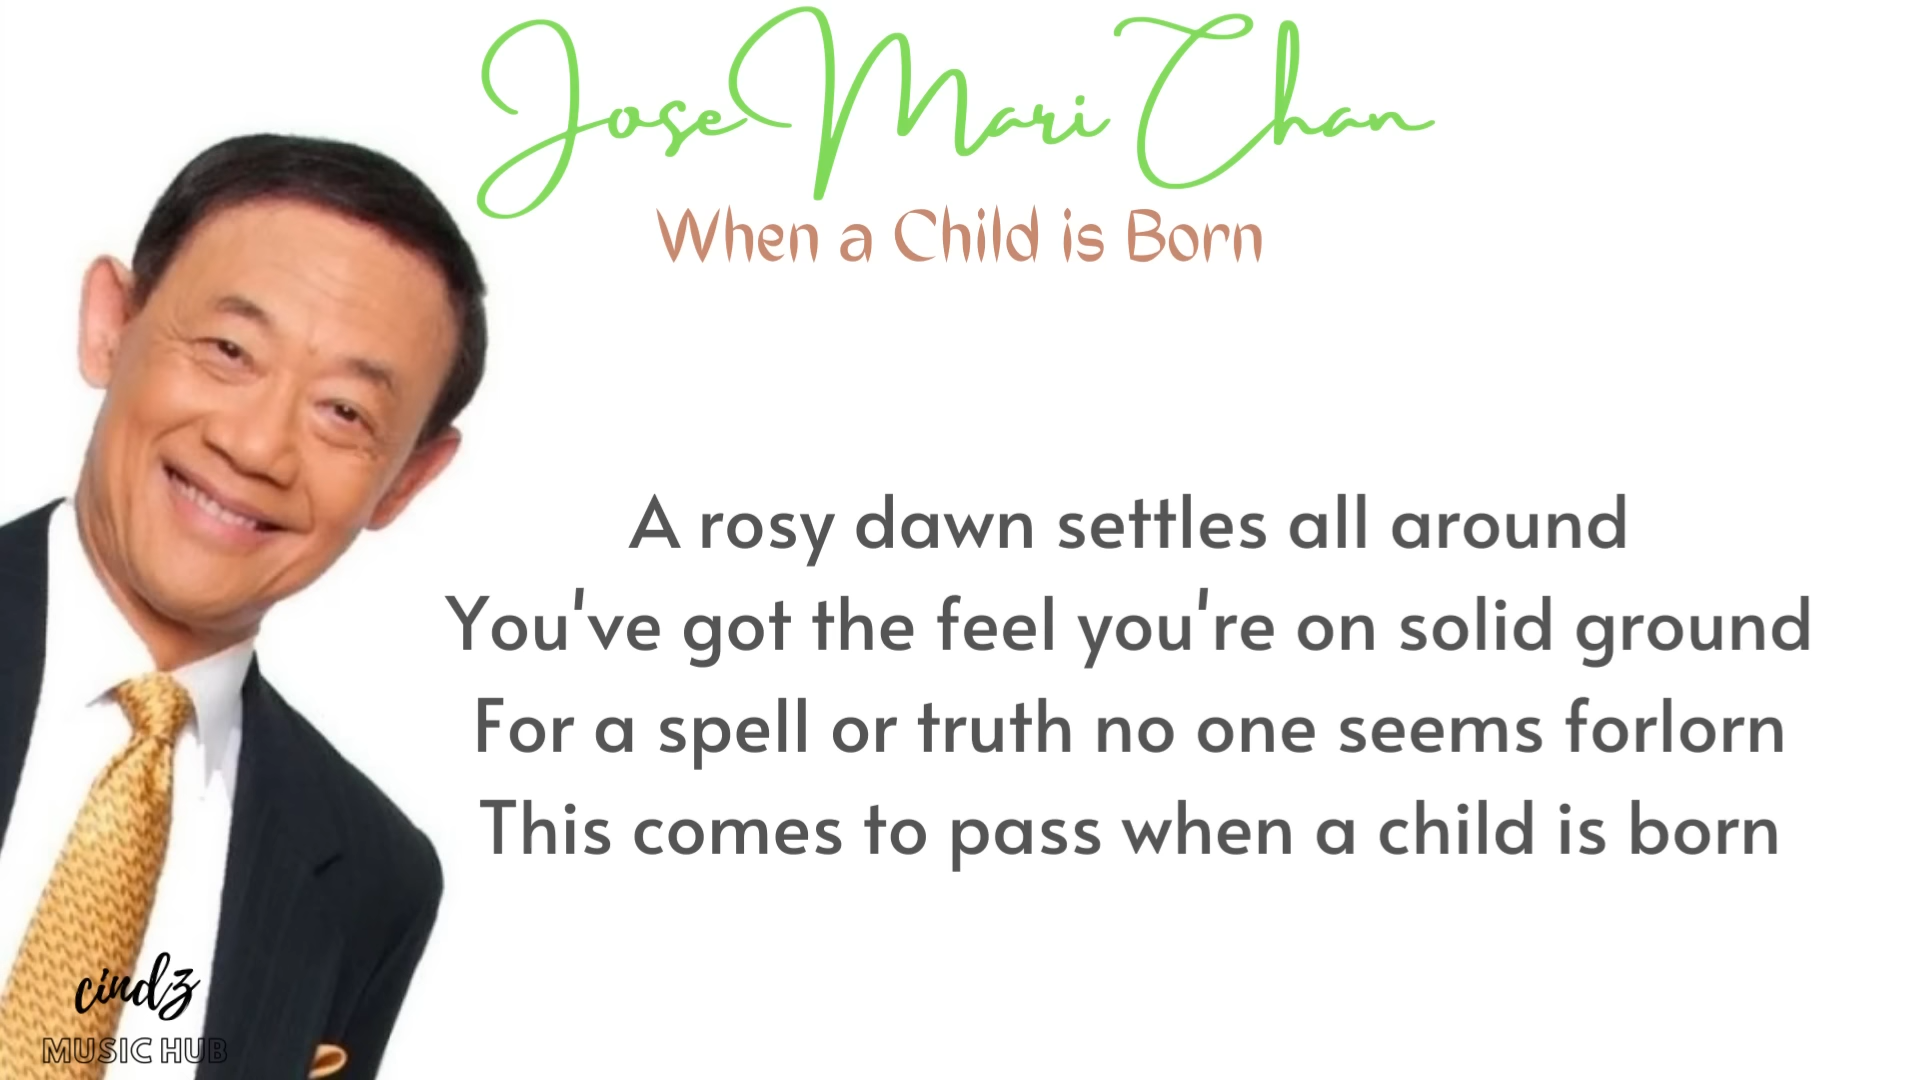 Jose Mari Chan
When a Child is Born
A rosy dawn settles all around
You've got the feel you're on solid ground
For a spell or truth no one seems forlorn
This comes to pass when a child is born
cindz
MUSIC HUB